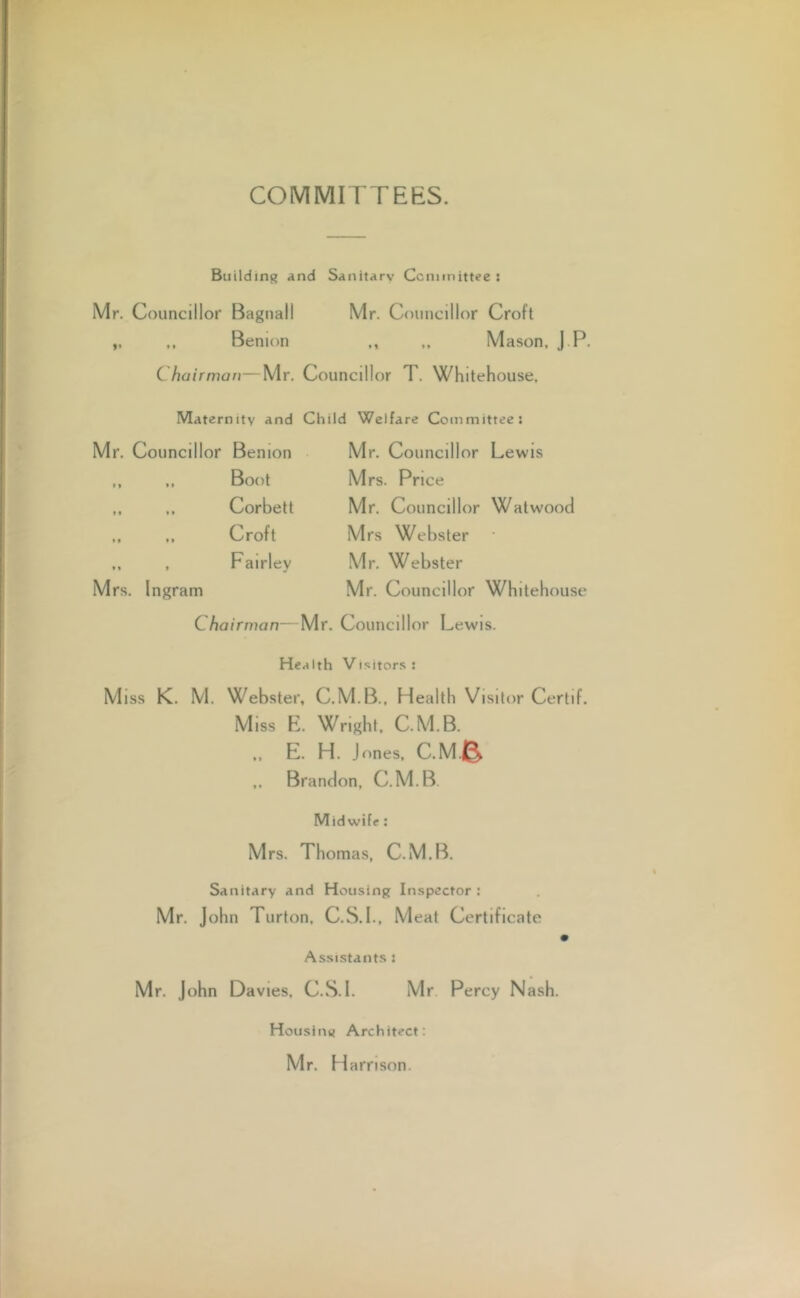 COMMITTEES.
Building and Sanitary Committee :
Mr. Councillor Bagnall Mr. Councillor Croft
„ „ Benion „ „ Mason, J.P.
Chairman—Mr. Councillor T. Whitehouse.
Maternity and Child Welfare Committee :
Mr. Councillor Benion Mr. Councillor Lewis
„ „ Boot Mrs. Price
„ „ Corbett Mr. Councillor Watwood
„ „ Croft Mrs Webster
„ , Fairley Mr. Webster
Mrs. Ingram Mr. Councillor Whitehouse
Chairman—Mr. Councillor Lewis.
Health Visitors :
Miss K. M. Webster, C.M.B., Health Visitor Certif.
Miss E. Wright, C.M.B.
„ E. H. Jones, C.M.B
„ Brandon, C.M.B.
Midwife :
Mrs. Thomas, C.M.B.
Sanitary and Housing Inspector :
Mr. John Turton, C.S.I., Meat Certificate
Assistants :
Mr. John Davies, C.S.I. Mr. Percy Nash.
Housing Architect :
Mr. Harrison.